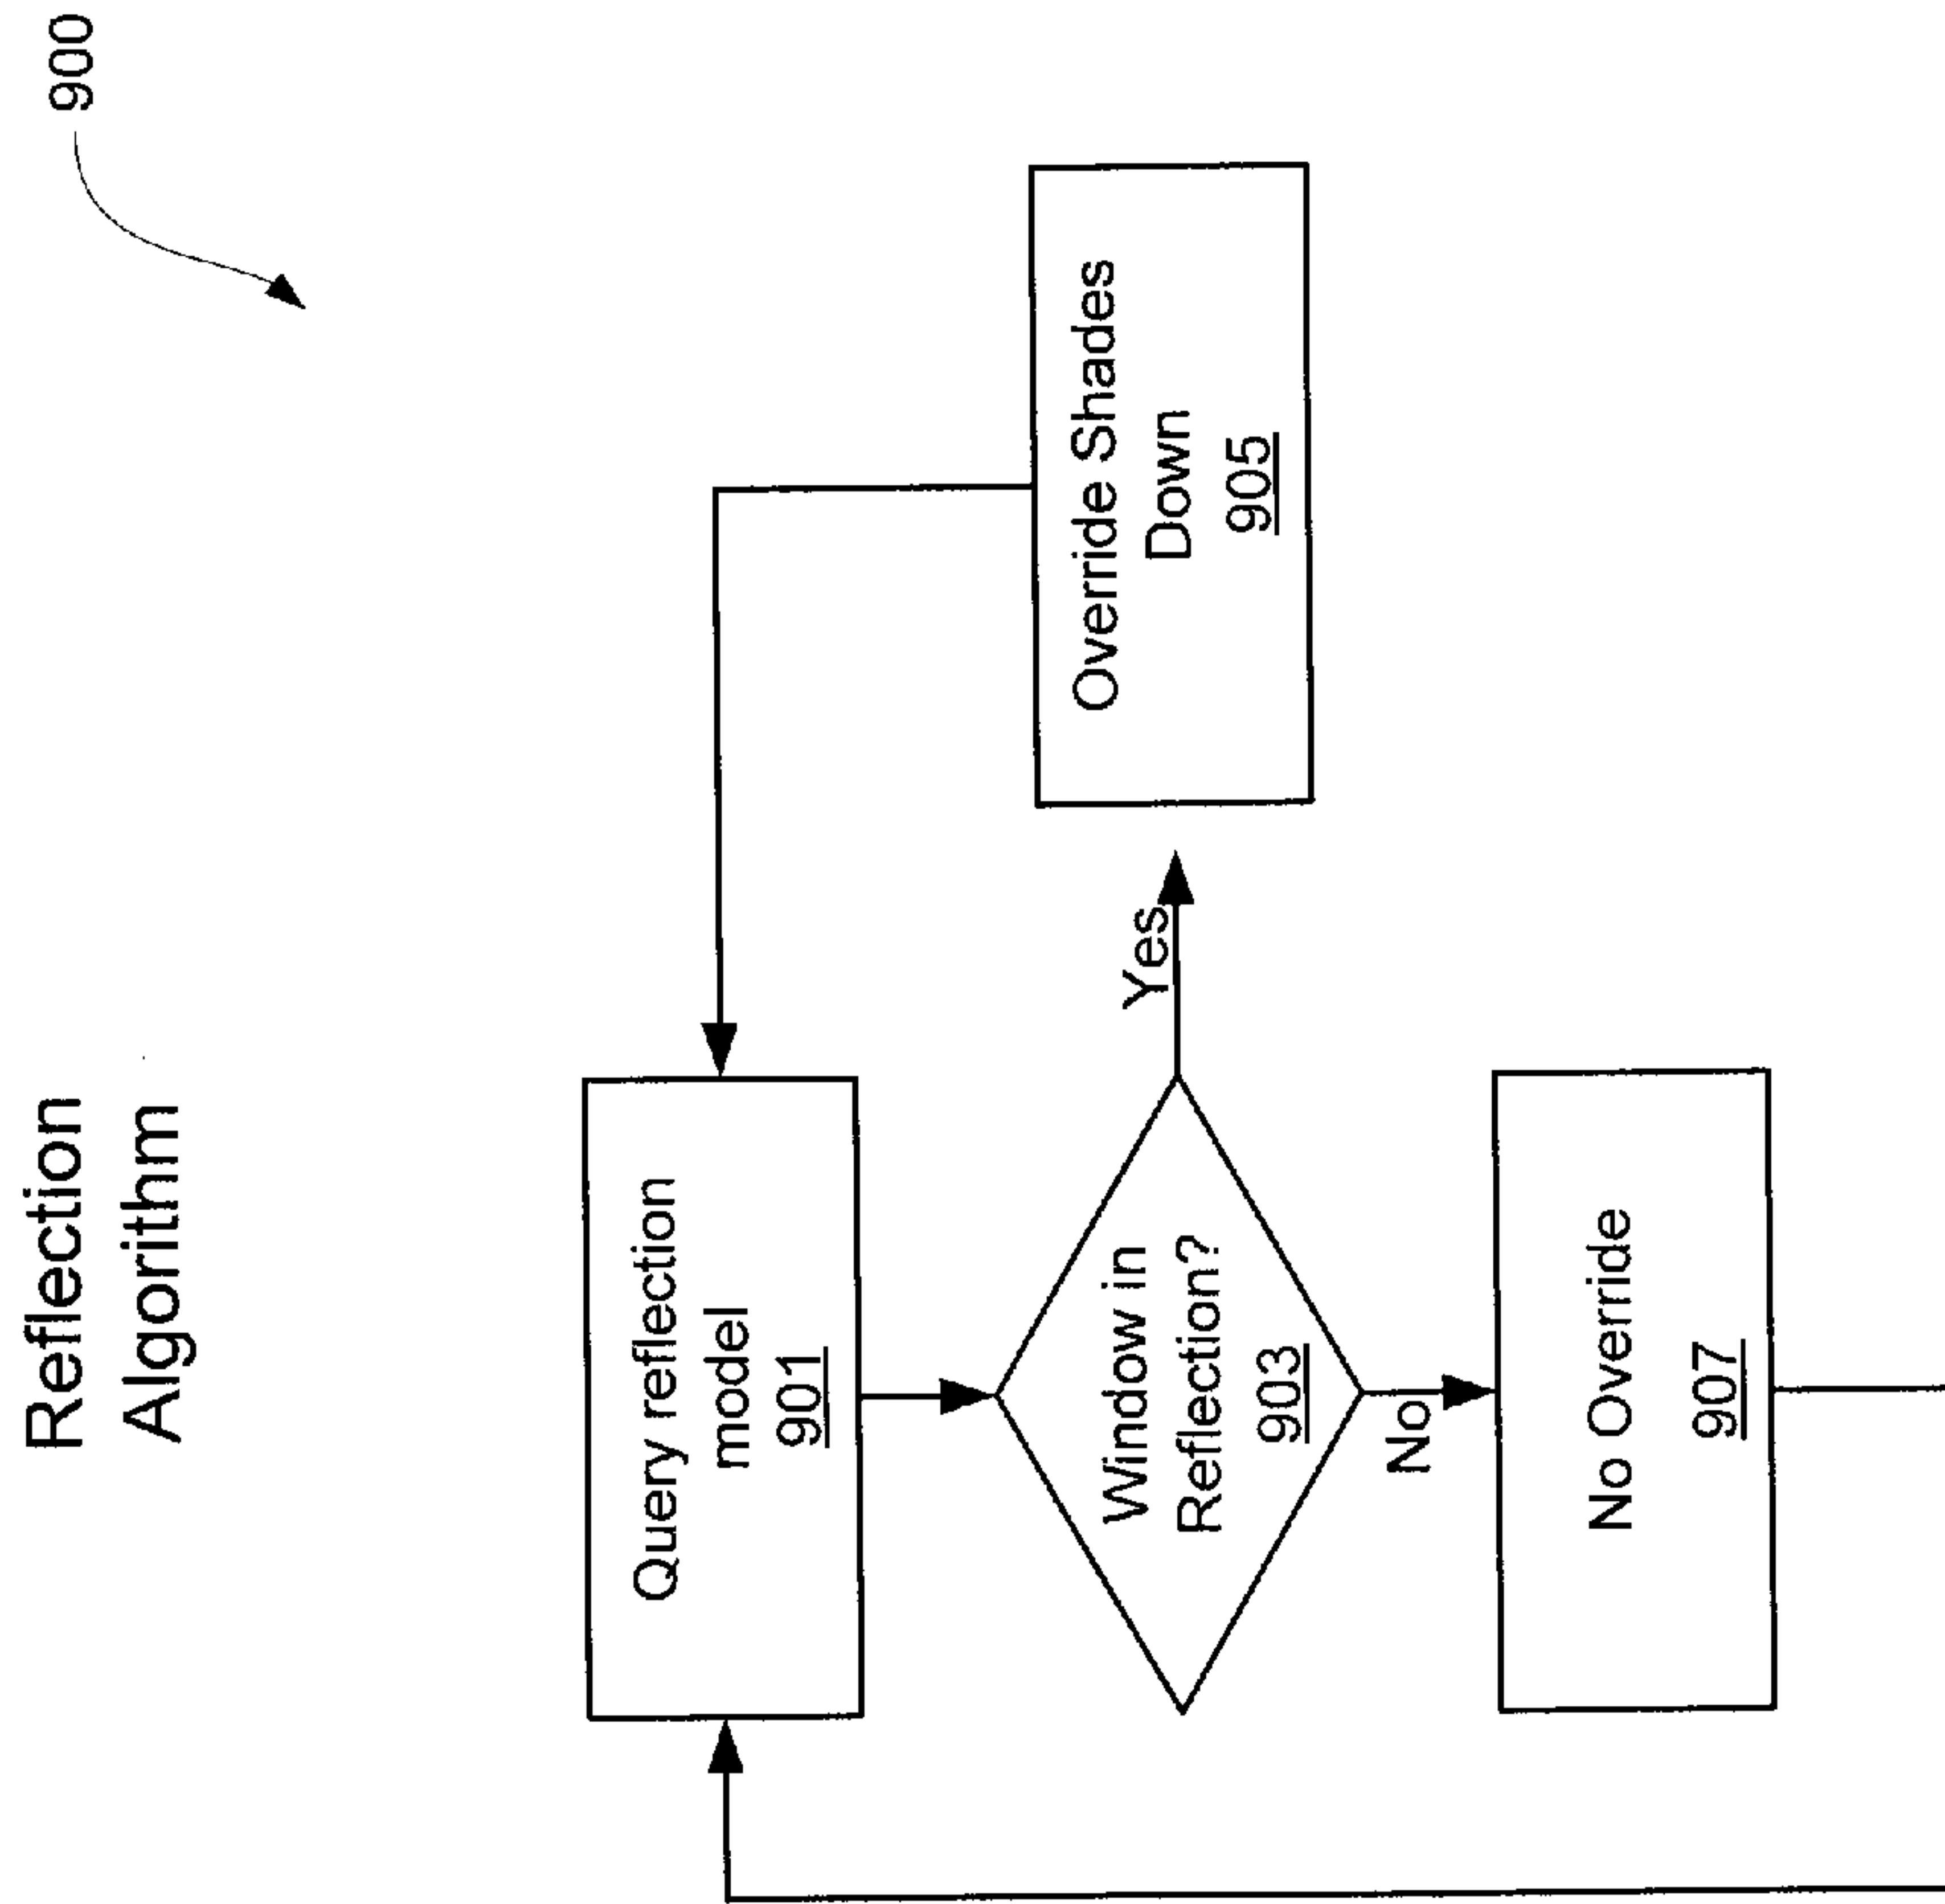 Reflection
Algorithm
900
Query reflection
model
901
Window in
Reflection?
903
Yes
Override Shades
Down
905
No
No Override
907